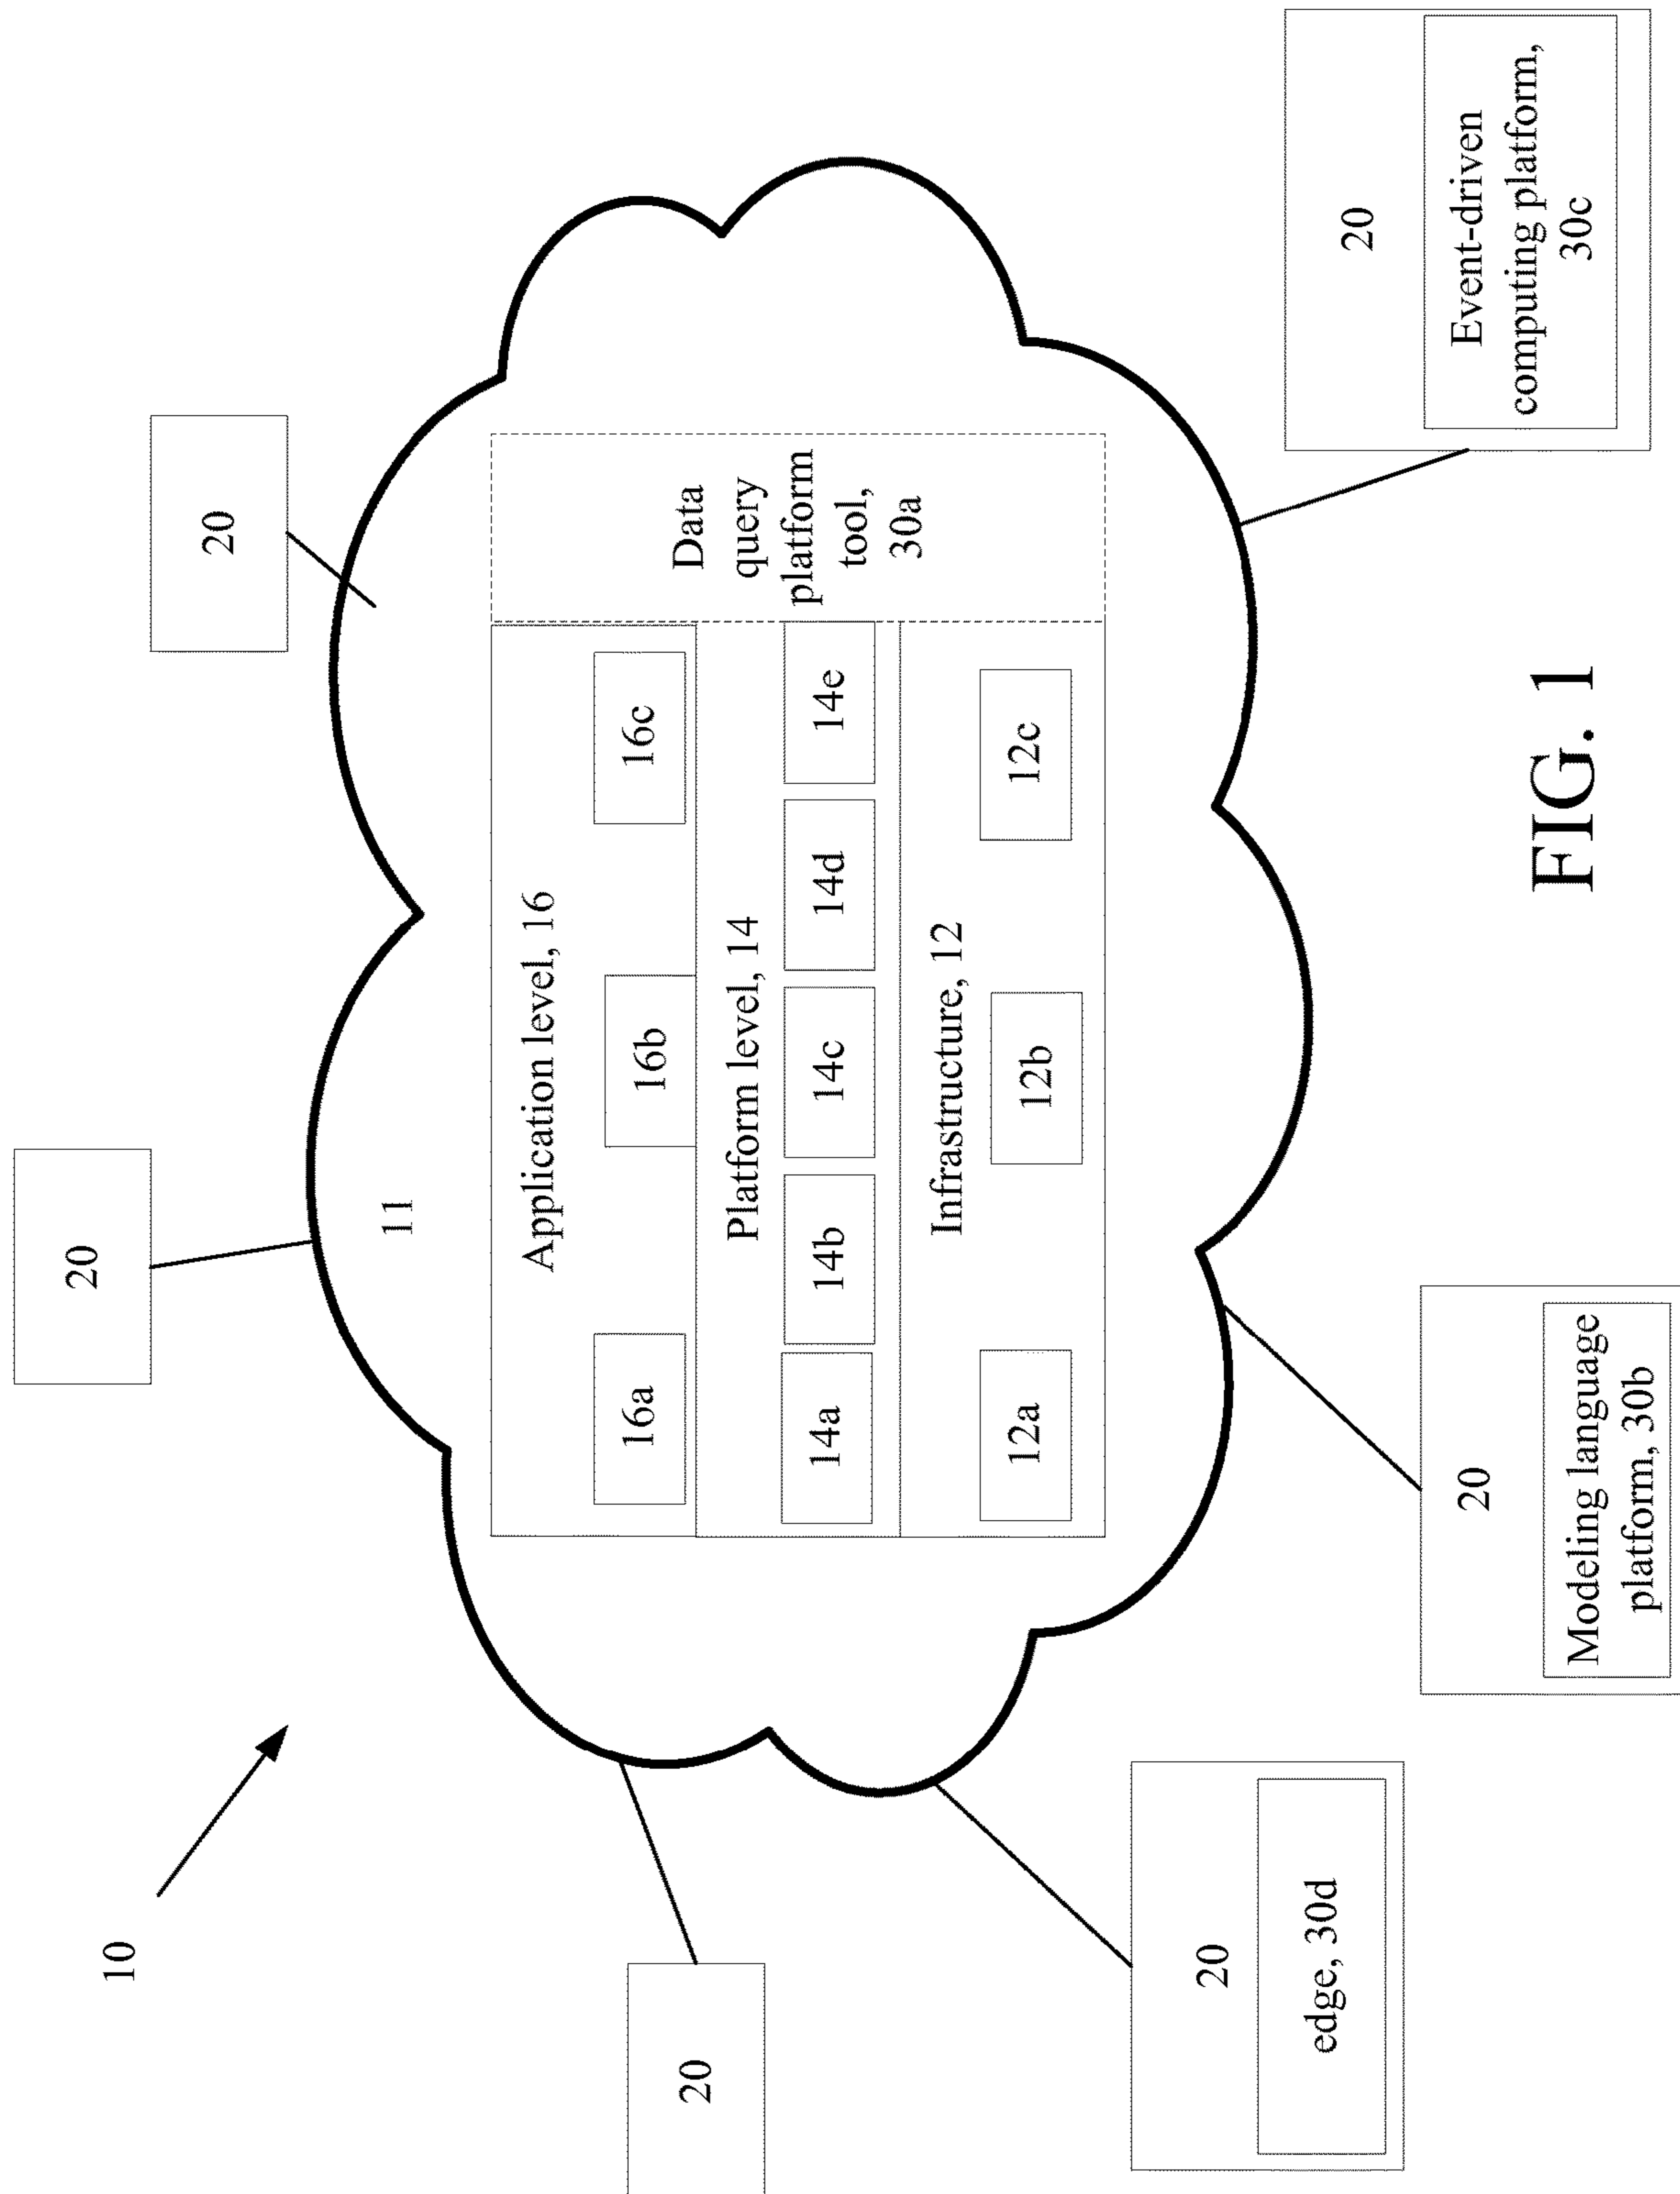 10
20
20
20
11
Application level, 16
16a
16b
16c
Platform level, 14
14a
14b
14c
14d
14e
Infrastructure, 12
12a
12b
12c
Data
query
platform
tool,
30a
20
edge, 30d
20
Modeling language
platform, 30b
20
Event-driven
computing platform,
30c
FIG. 1